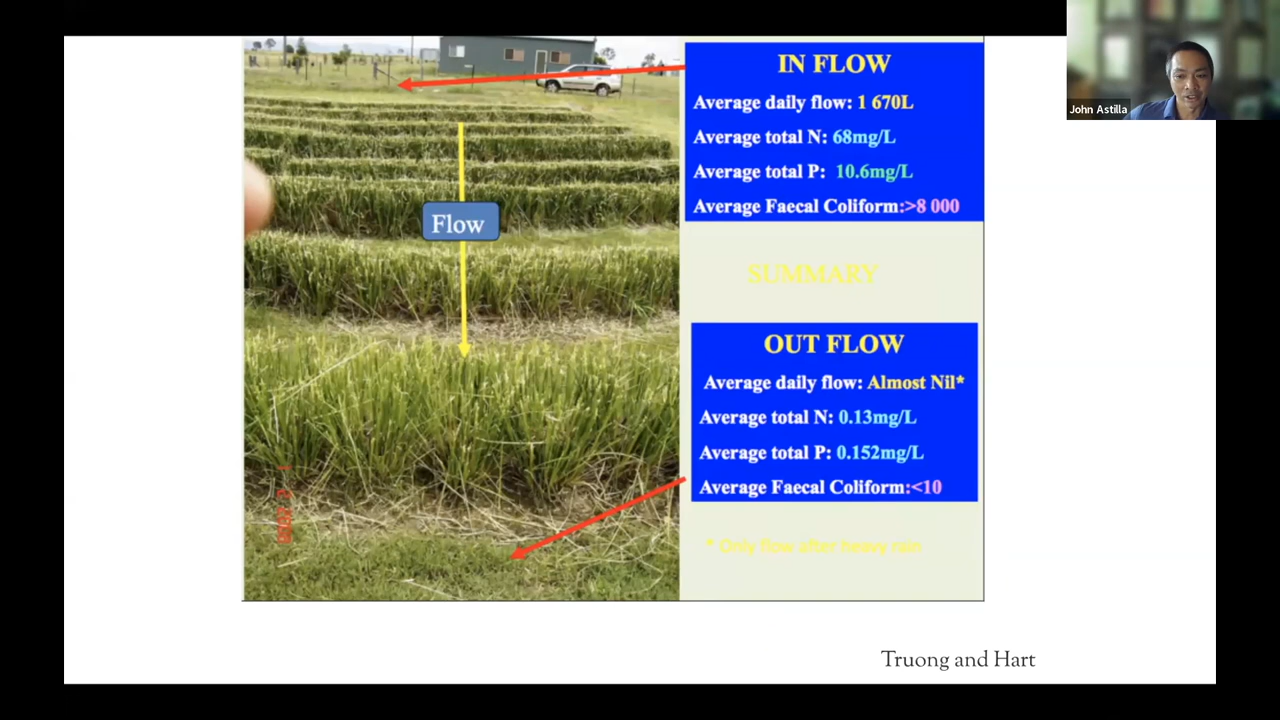 John Astilla
IN FLOW
Average daily flow: 1 670L
Average total N: 68mg/L
Average total P: 10.6mg/L
Average Faecal Coliform:>8 000
Flow
SUMMARY
OUT FLOW
Average daily flow: Almost Nil*
Average total N: 0.13mg/L
Average total P: 0.152mg/L
Average Faecal Coliform:<10
* Only flow after heavy rain
Truong and Hart